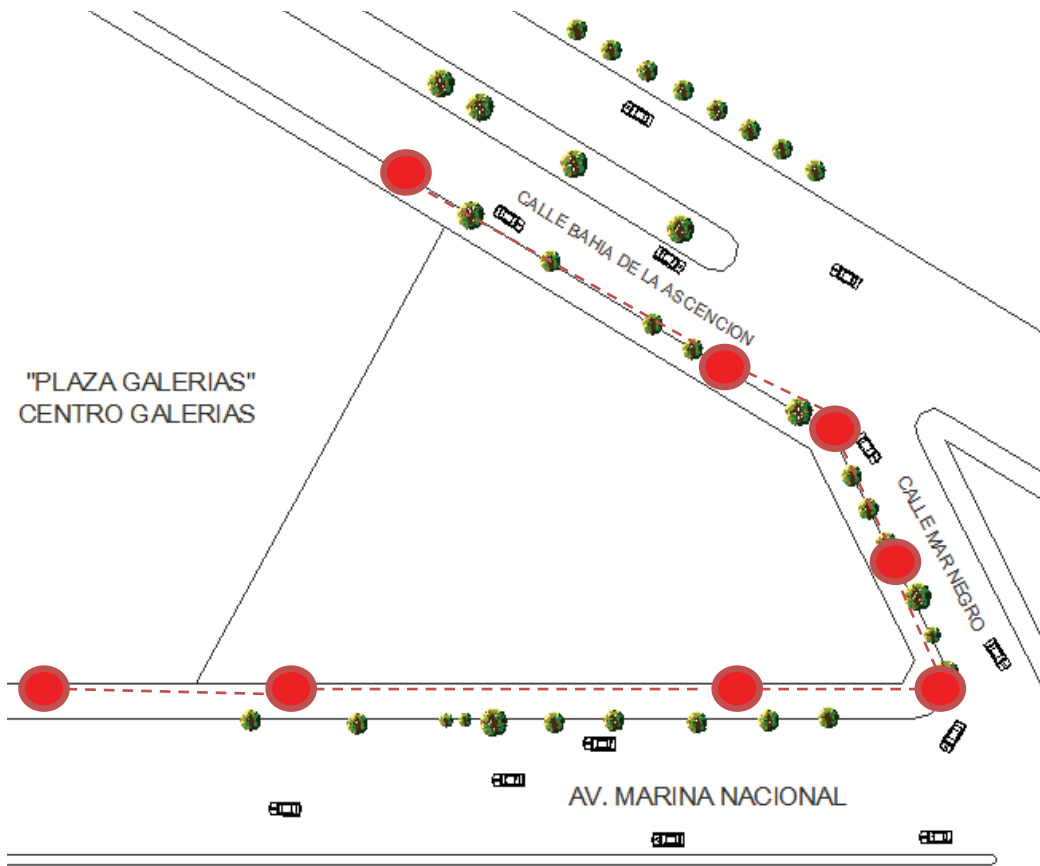 CALLE BAHIA DE LA ASCENCION
"PLAZA GALERIAS"
CENTRO GALERIAS
CALLE MAR NEGRO
AV. MARINA NACIONAL